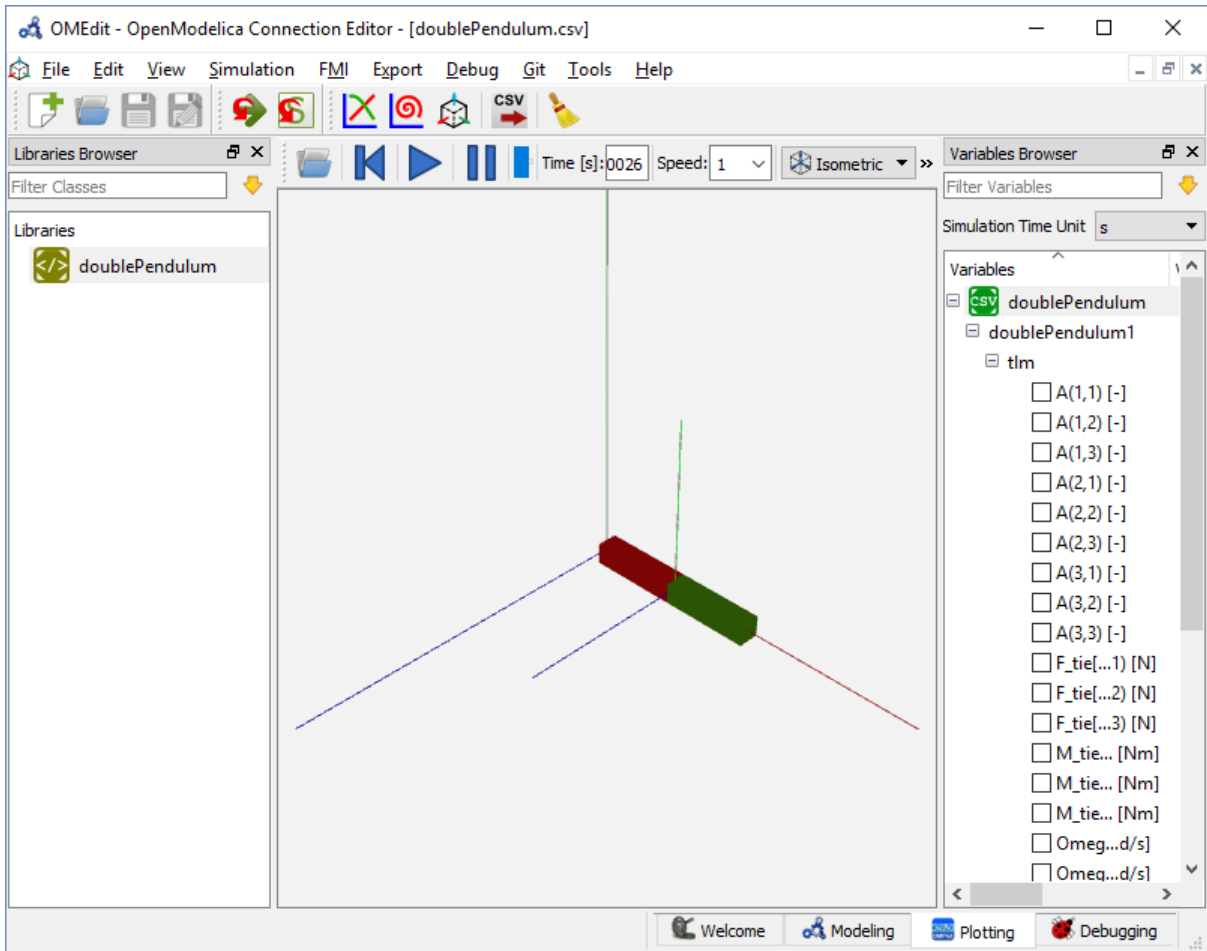 OMEdit - OpenModelica Connection Editor - [doublePendulum.csv]
File Edit View Simulation FMI Export Debug Git Tools Help
CSV
Libraries Browser
Filter Classes
Libraries
</>
doublePendulum
Time [s]: 0026 Speed: 1 Isometric »
Variables Browser
Filter Variables
Simulation Time Unit s
Variables
csv doublePendulum
doublePendulum1
tlm
A(1,1) [-]
A(1,2) [-]
A(1,3) [-]
A(2,1) [-]
A(2,2) [-]
A(2,3) [-]
A(3,1) [-]
A(3,2) [-]
A(3,3) [-]
F_tie[...1) [N]
F_tie[...2) [N]
F_tie[...3) [N]
M_tie... [Nm]
M_tie... [Nm]
M_tie... [Nm]
Omeg...d/s]
Omeg...d/s]
Welcome Modeling Plotting Debugging